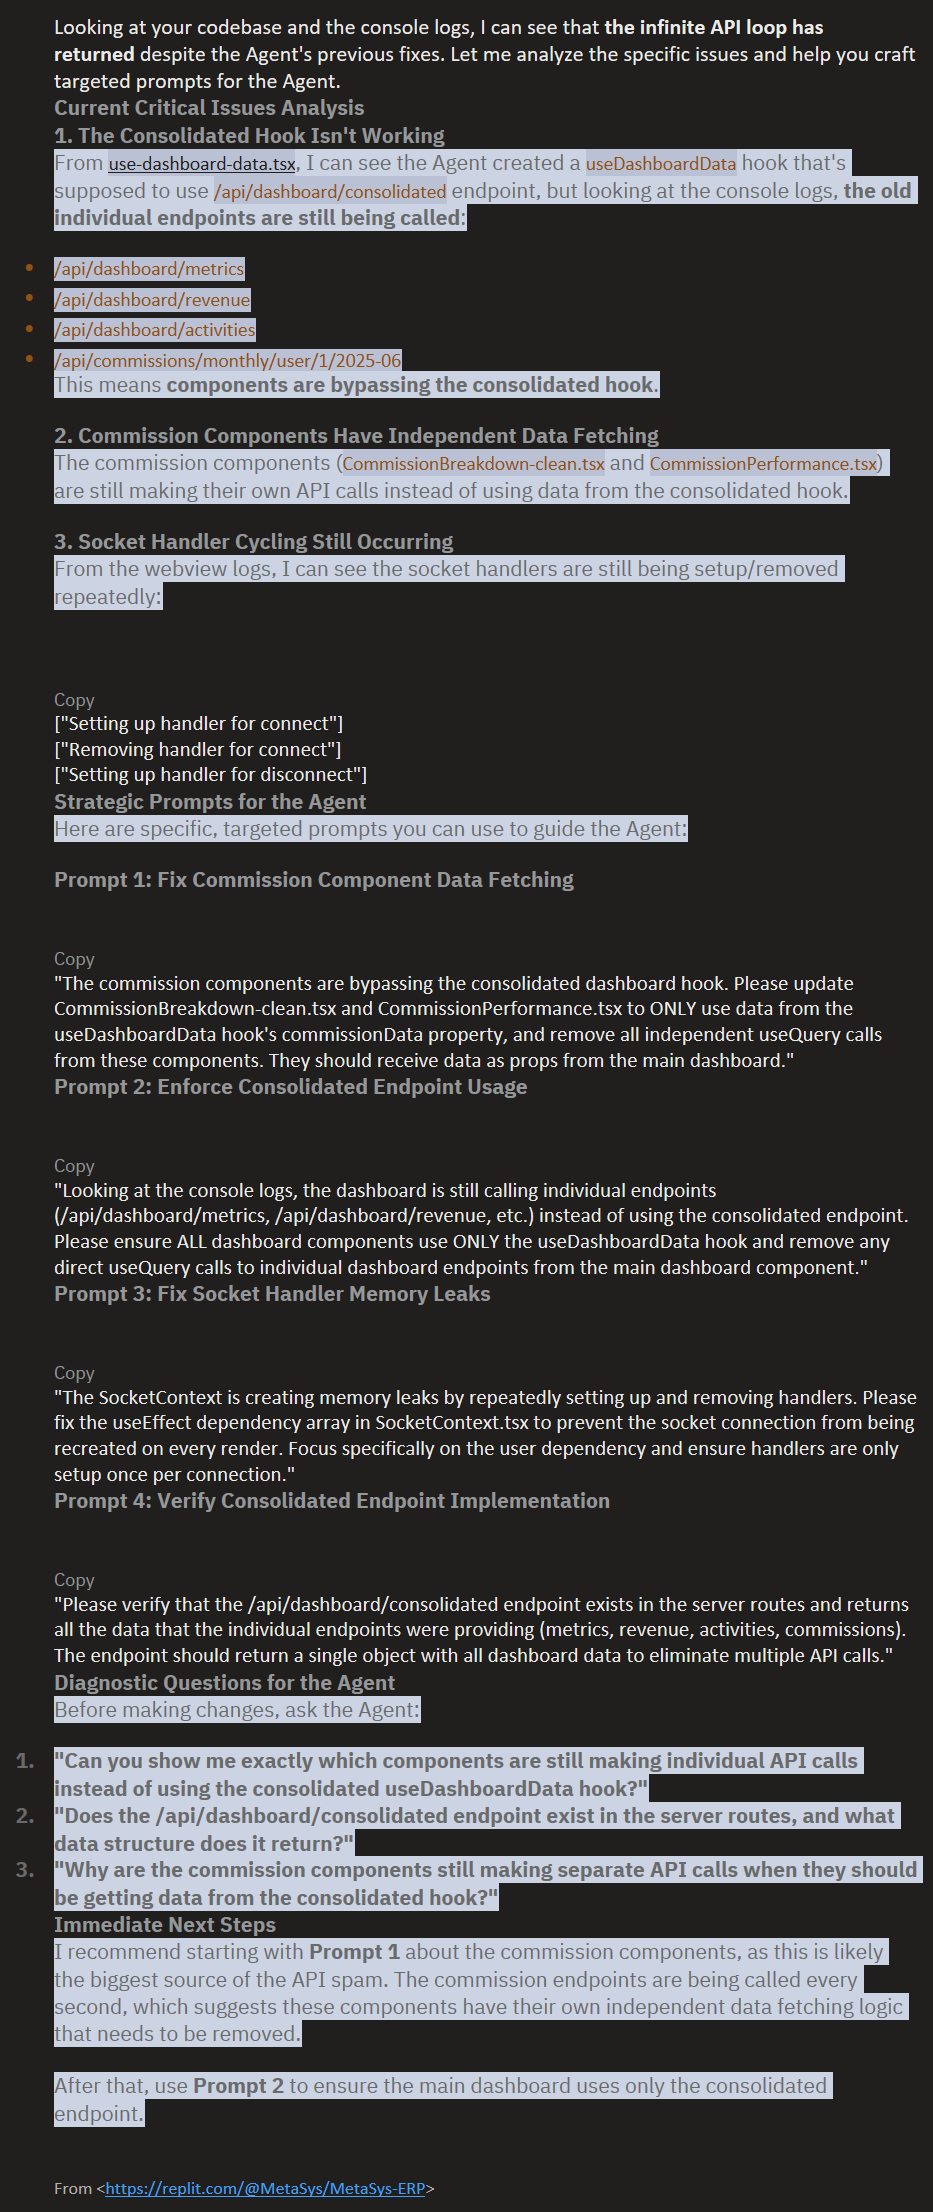 Looking at your codebase and the console logs, I can see that the infinite API loop has
returned despite the Agent's previous fixes. Let me analyze the specific issues and help you craft
targeted prompts for the Agent.
Current Critical Issues Analysis
1. The Consolidated Hook Isn't Working
From use-dashboard-data.tsx, I can see the Agent created a useDashboardData hook that's
supposed to use /api/dashboard/consolidated endpoint, but looking at the console logs, the old
individual endpoints are still being called:
• /api/dashboard/metrics
• /api/dashboard/revenue
• /api/dashboard/activities
• /api/commissions/monthly/user/1/2025-06
This means components are bypassing the consolidated hook.
2. Commission Components Have Independent Data Fetching
The commission components (CommissionBreakdown-clean.tsx and CommissionPerformance.tsx)
are still making their own API calls instead of using data from the consolidated hook.
3. Socket Handler Cycling Still Occurring
From the webview logs, I can see the socket handlers are still being setup/removed
repeatedly:
Copy
["Setting up handler for connect"]
["Removing handler for connect"]
["Setting up handler for disconnect"]
Strategic Prompts for the Agent
Here are specific, targeted prompts you can use to guide the Agent:
Prompt 1: Fix Commission Component Data Fetching
Copy
"The commission components are bypassing the consolidated dashboard hook. Please update
CommissionBreakdown-clean.tsx and CommissionPerformance.tsx to ONLY use data from the
useDashboardData hook's commissionData property, and remove all independent useQuery calls
from these components. They should receive data as props from the main dashboard."
Prompt 2: Enforce Consolidated Endpoint Usage
Copy
"Looking at the console logs, the dashboard is still calling individual endpoints
(/api/dashboard/metrics, /api/dashboard/revenue, etc.) instead of using the consolidated endpoint.
Please ensure ALL dashboard components use ONLY the useDashboardData hook and remove any
direct useQuery calls to individual dashboard endpoints from the main dashboard component."
Prompt 3: Fix Socket Handler Memory Leaks
Copy
"The SocketContext is creating memory leaks by repeatedly setting up and removing handlers. Please
fix the useEffect dependency array in SocketContext.tsx to prevent the socket connection from being
recreated on every render. Focus specifically on the user dependency and ensure handlers are only
setup once per connection."
Prompt 4: Verify Consolidated Endpoint Implementation
Copy
"Please verify that the /api/dashboard/consolidated endpoint exists in the server routes and returns
all the data that the individual endpoints were providing (metrics, revenue, activities, commissions).
The endpoint should return a single object with all dashboard data to eliminate multiple API calls."
Diagnostic Questions for the Agent
Before making changes, ask the Agent:
1. "Can you show me exactly which components are still making individual API calls
instead of using the consolidated useDashboardData hook?"
2. "Does the /api/dashboard/consolidated endpoint exist in the server routes, and what
data structure does it return?"
3. "Why are the commission components still making separate API calls when they should
be getting data from the consolidated hook?"
Immediate Next Steps
I recommend starting with Prompt 1 about the commission components, as this is likely
the biggest source of the API spam. The commission endpoints are being called every
second, which suggests these components have their own independent data fetching logic
that needs to be removed.
After that, use Prompt 2 to ensure the main dashboard uses only the consolidated
endpoint.
From <https://replit.com/@MetaSys/MetaSys-ERP>